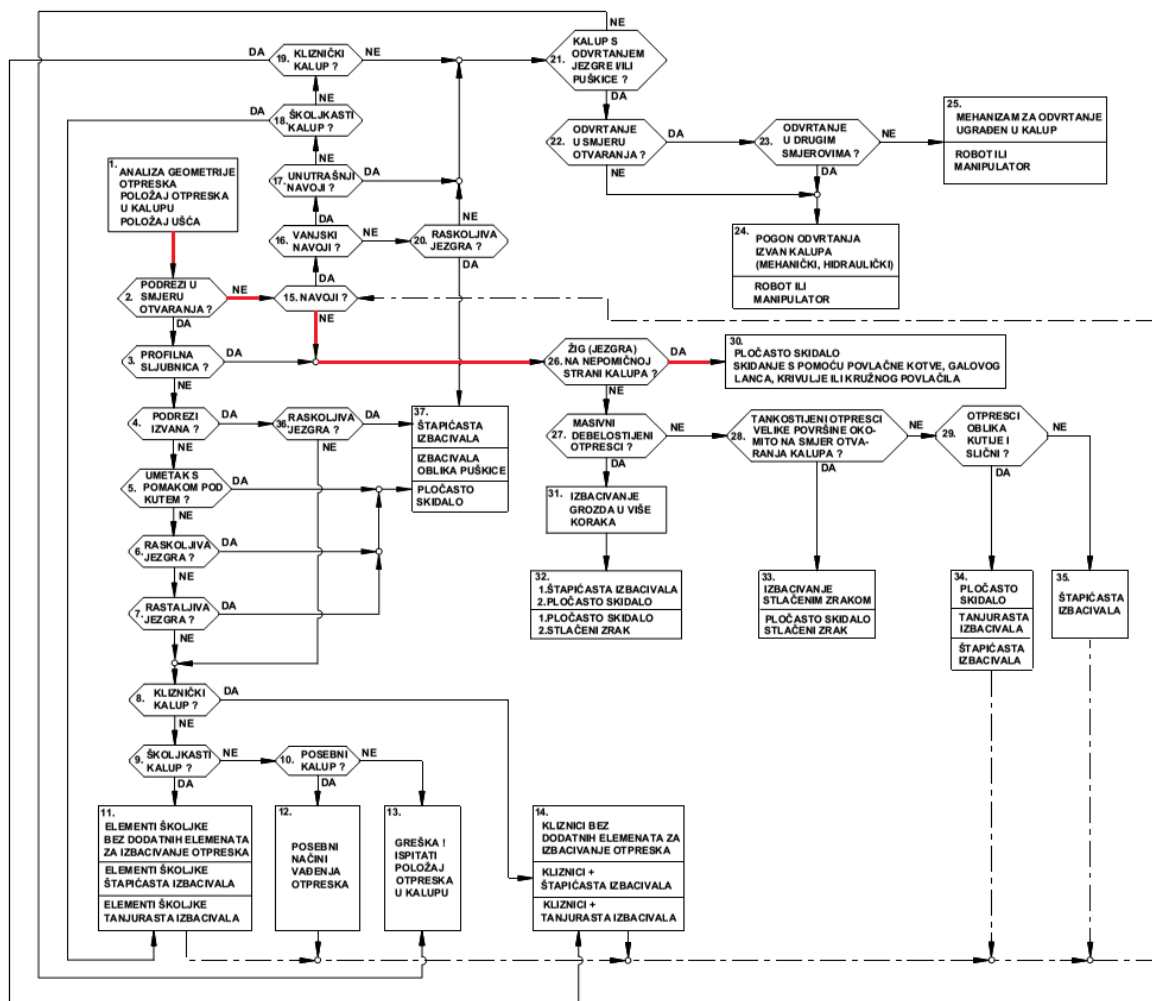 NE
DA
19.
KLIZNIČKI
KALUP ?
NE
21.
KALUP S
ODVRTANJEM
JEZGRE I/ILI
PUŠKICE ?
NE
DA
DA
18.
ŠKOLJKASTI
KALUP ?
22.
ODVRTANJE
U SMJERU
OTVARANJA ?
DA
NE
23.
ODVRTANJE
U DRUGIM
SMJEROVIMA ?
NE
DA
25.
MEHANIZAM ZA ODVRTANJE
UGRAĐEN U KALUP
ROBOT ILI
MANIPULATOR
1.
ANALIZA GEOMETRIJE
OTPRESKA
POLOŽAJ OTPRESKA
U KALUPU
POLOŽAJ UŠĆA
NE
17.
UNUTRAŠNJI
NAVOJI ?
DA
DA
16.
VANJSKI
NAVOJI ?
NE
NE
20.
RASKOLJIVA
JEZGRA ?
DA
24.
POGON ODVRTANJA
IZVAN KALUPA
(MEHANIČKI, HIDRAULIČKI)
ROBOT ILI
MANIPULATOR
2.
PODREZI U
SMJERU
OTVARANJA ?
NE
DA
DA
15. NAVOJI ?
NE
3.
PROFILNA
SLJUBNICA ?
DA
NE
26.
ŽIG (JEZGRA)
NA NEPOMIČNOJ
STRANI KALUPA ?
DA
NE
30.
PLOČASTO SKIDALO
SKIDANJE S POMOĆU POVLAČNE KOTVE, GALOVOG
LANCA, KRIVULJE ILI KRUŽNOG POVLAČILA
4.
PODREZI
IZVANA ?
DA
NE
36.
RASKOLJIVA
JEZGRA ?
DA
NE
37.
ŠTAPIĆASTA
IZBACIVALA
IZBACIVALA
OBLIKA PUŠKICE
PLOČASTO
SKIDALO
27.
MASIVNI
DEBELOSTIJENI
OTPRESCI ?
NE
DA
28.
TANKOSTIJENI OTPRESCI
VELIKE POVRŠINE OKO-
MITO NA SMJER OTVA-
RANJA KALUPA ?
NE
DA
29.
OTPRESCI
OBLIKA
KUTIJE I
SLIČNI ?
NE
DA
5.
UMETAK S
POMAKOM POD
KUTEM ?
DA
NE
31.
IZBACIVANJE
GROZDA U VIŠE
KORAKA
6.
RASKOLJIVA
JEZGRA ?
DA
NE
32.
1.ŠTAPIĆASTA IZBACIVALA
2.PLOČASTO SKIDALO
1.PLOČASTO SKIDALO
2.STLAČENI ZRAK
33.
IZBACIVANJE
STLAČENIM ZRAKOM
PLOČASTO SKIDALO
STLAČENI ZRAK
34.
PLOČASTO
SKIDALO
TANJURASTA
IZBACIVALA
ŠTAPIĆASTA
IZBACIVALA
35.
ŠTAPIĆASTA
IZBACIVALA
7.
RASTALJIVA
JEZGRA ?
DA
NE
8.
KLIZNIČKI
KALUP ?
DA
NE
9.
ŠKOLJKASTI
KALUP ?
NE
DA
10.
POSEBNI
KALUP ?
NE
DA
11.
ELEMENTI ŠKOLJKE
BEZ DODATNIH ELEMENATA
ZA IZBACIVANJE OTPRESKA
ELEMENTI ŠKOLJKE
ŠTAPIĆASTA IZBACIVALA
ELEMENTI ŠKOLJKE
TANJURASTA IZBACIVALA
12.
POSEBNI
NAČINI
VAĐENJA
OTPRESKA
13.
GREŠKA !
ISPITATI
POLOŽAJ
OTPRESKA
U KALUPU
14.
KLIZNICI BEZ
DODATNIH ELEMENATA ZA
IZBACIVANJE OTPRESKA
KLIZNICI +
ŠTAPIĆASTA IZBACIVALA
KLIZNICI +
TANJURASTA IZBACIVALA